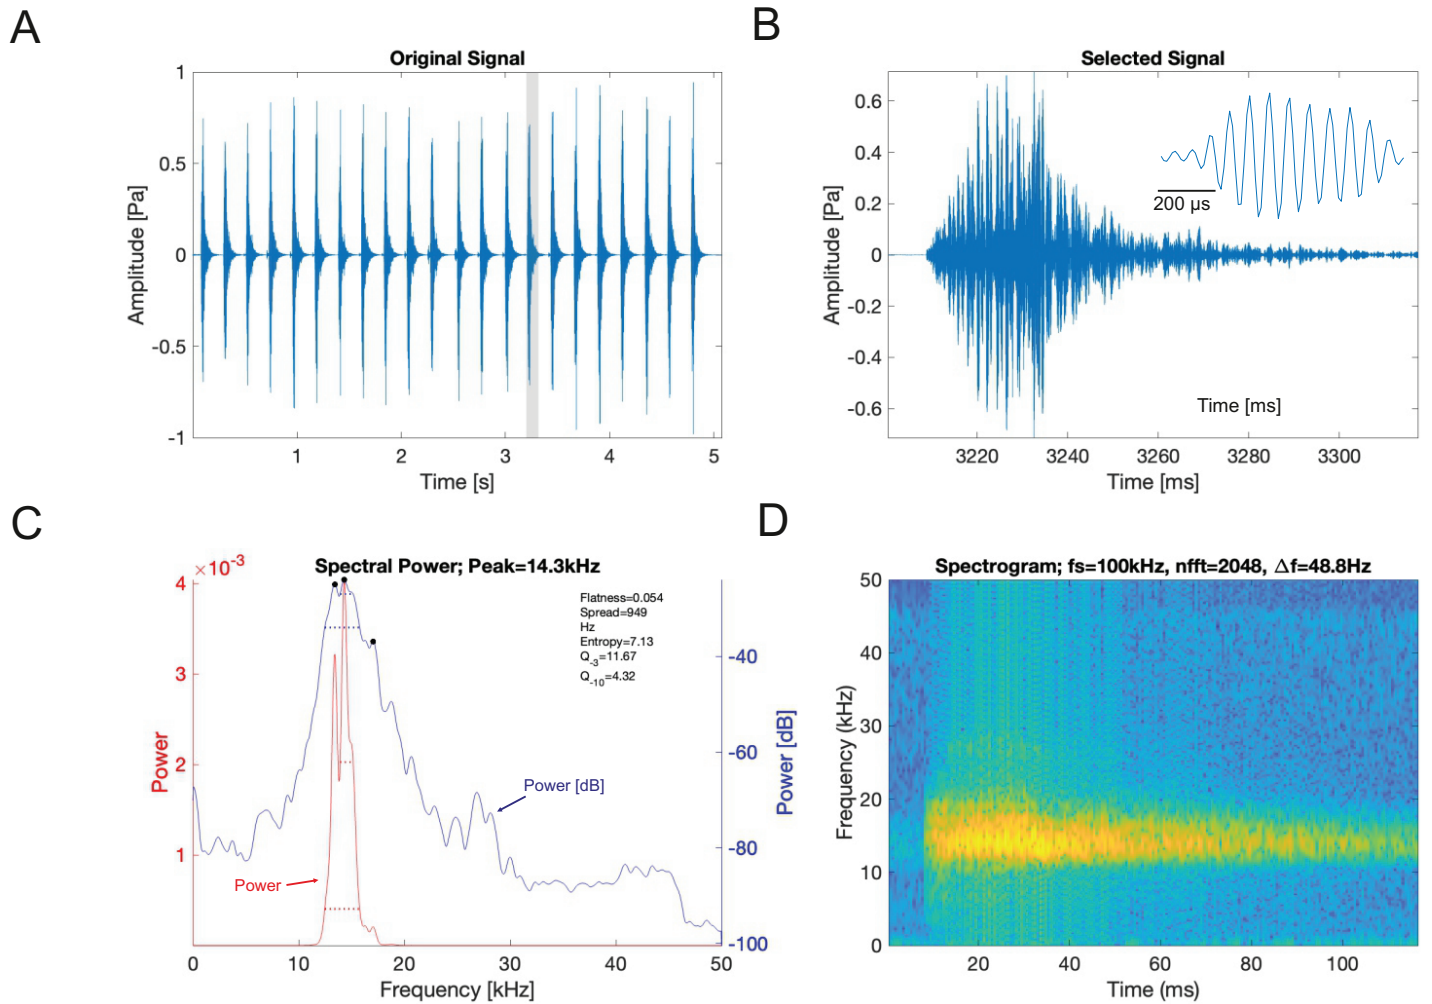 A
Original Signal
1
0.5
0
-0.5
-1
Amplitude [Pa]
1
2
3
4
5
Time [s]
B
Selected Signal
0.6
0.4
0.2
0
-0.2
-0.4
-0.6
Amplitude [Pa]
200 µs
Time [ms]
3220
3240
3260
3280
3300
Time [ms]
C
×10-3
Spectral Power; Peak=14.3kHz
4
3
2
1
Power
Flatness=0.054
Spread=949
Hz
Entropy=7.13
Q-3=11.67
Q-10=4.32
-40
-60
-80
-100
Power [dB]
Power [dB]
Power
0
10
20
30
40
50
Frequency [kHz]
D
Spectrogram; fs=100kHz, nfft=2048, Δf=48.8Hz
50
40
30
20
10
0
Frequency (kHz)
20
40
60
80
100
Time (ms)